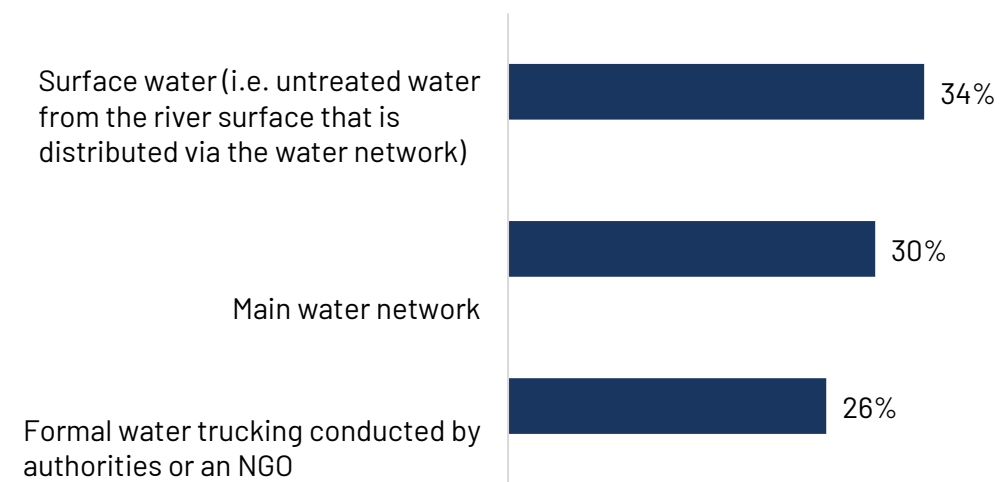 Surface water (i.e. untreated water
from the river surface that is
distributed via the water network)
34%
30%
Main water network
26%
Formal water trucking conducted by
authorities or an NGO